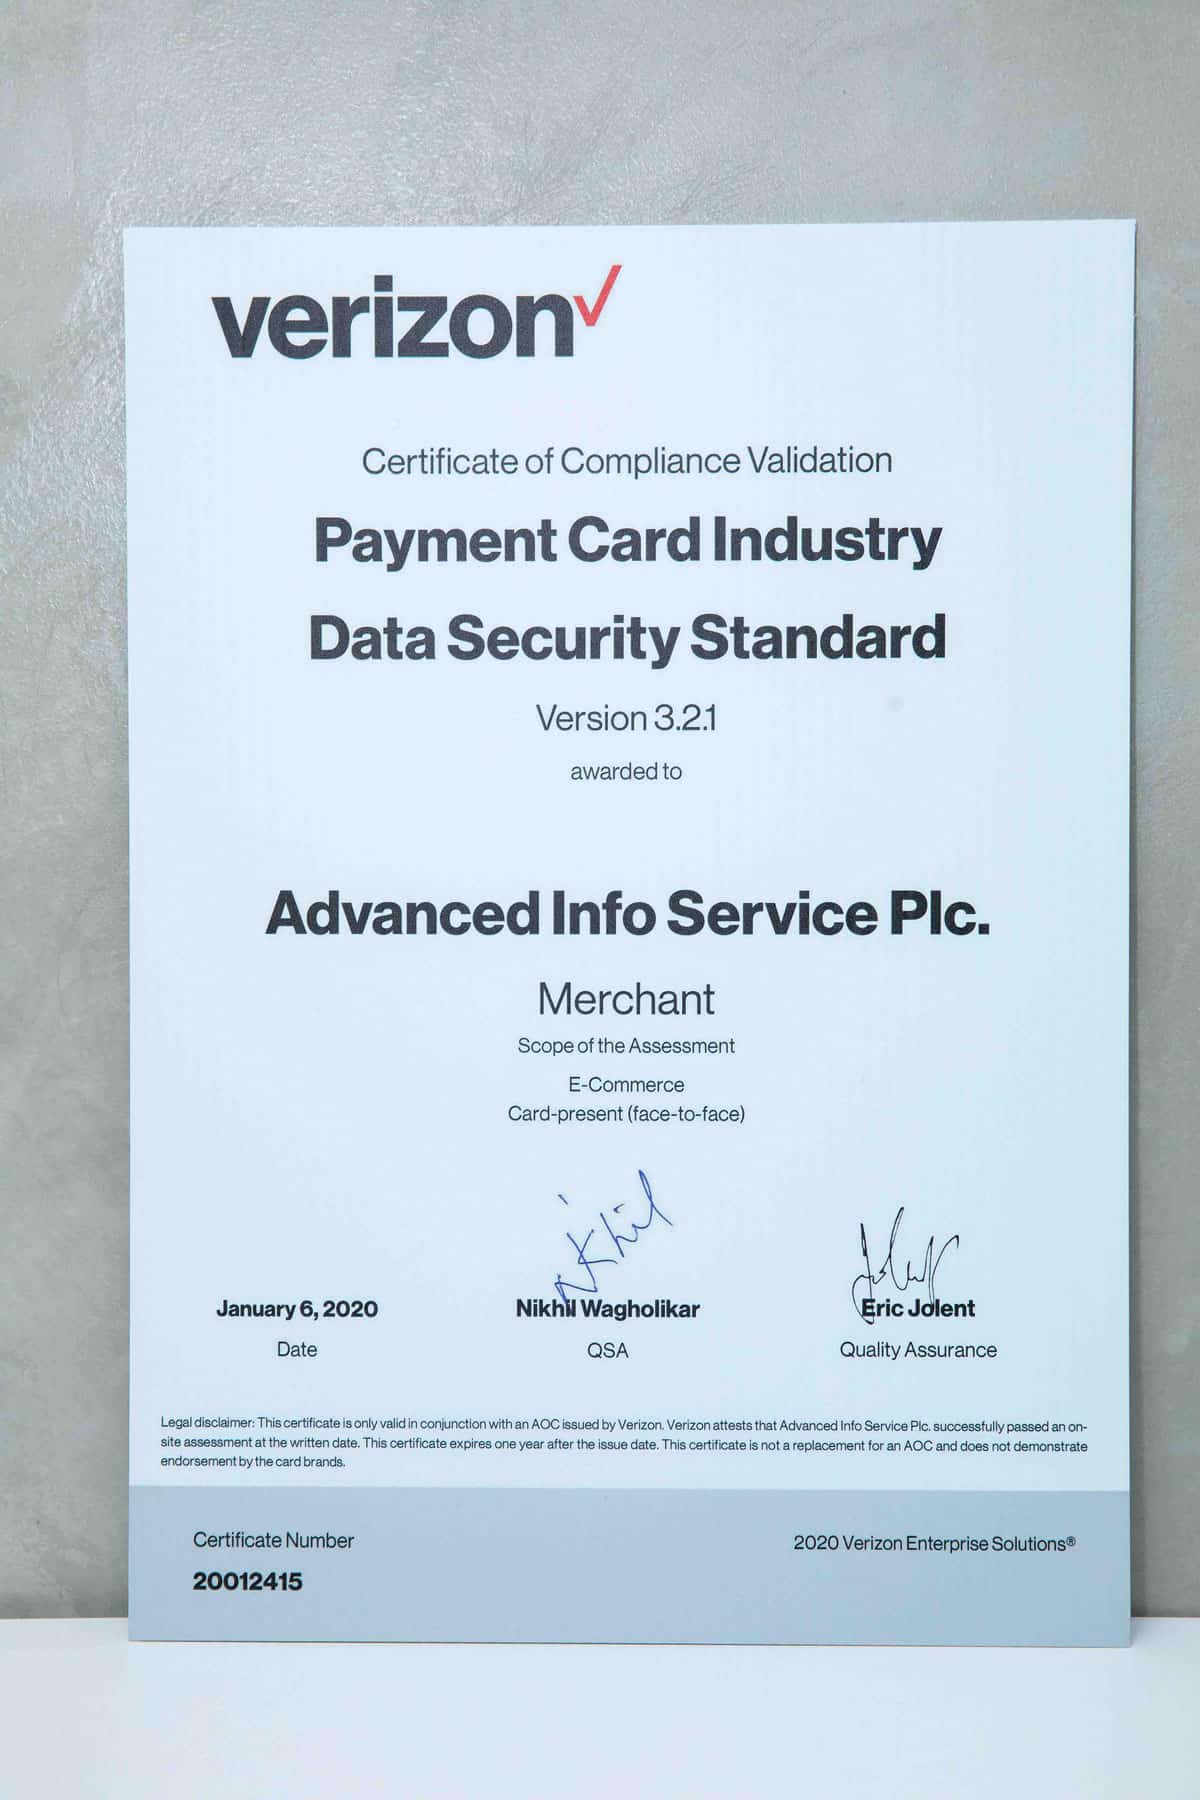 verizon✓
Certificate of Compliance Validation
Payment Card Industry
Data Security Standard
Version 3.2.1
awarded to
Advanced Info Service Plc.
Merchant
Scope of the Assessment
E-Commerce
Card-present (face-to-face)
Nikhil
January 6, 2020 Nikhil Wagholikar Eric Jolent
Date QSA Quality Assurance
Legal disclaimer: This certificate is only valid in conjunction with an AOC issued by Verizon. Verizon attests that Advanced Info Service Plc. successfully passed an on-
site assessment at the written date. This certificate expires one year after the issue date. This certificate is not a replacement for an AOC and does not demonstrate
endorsement by the card brands.
Certificate Number 2020 Verizon Enterprise Solutions®
20012415